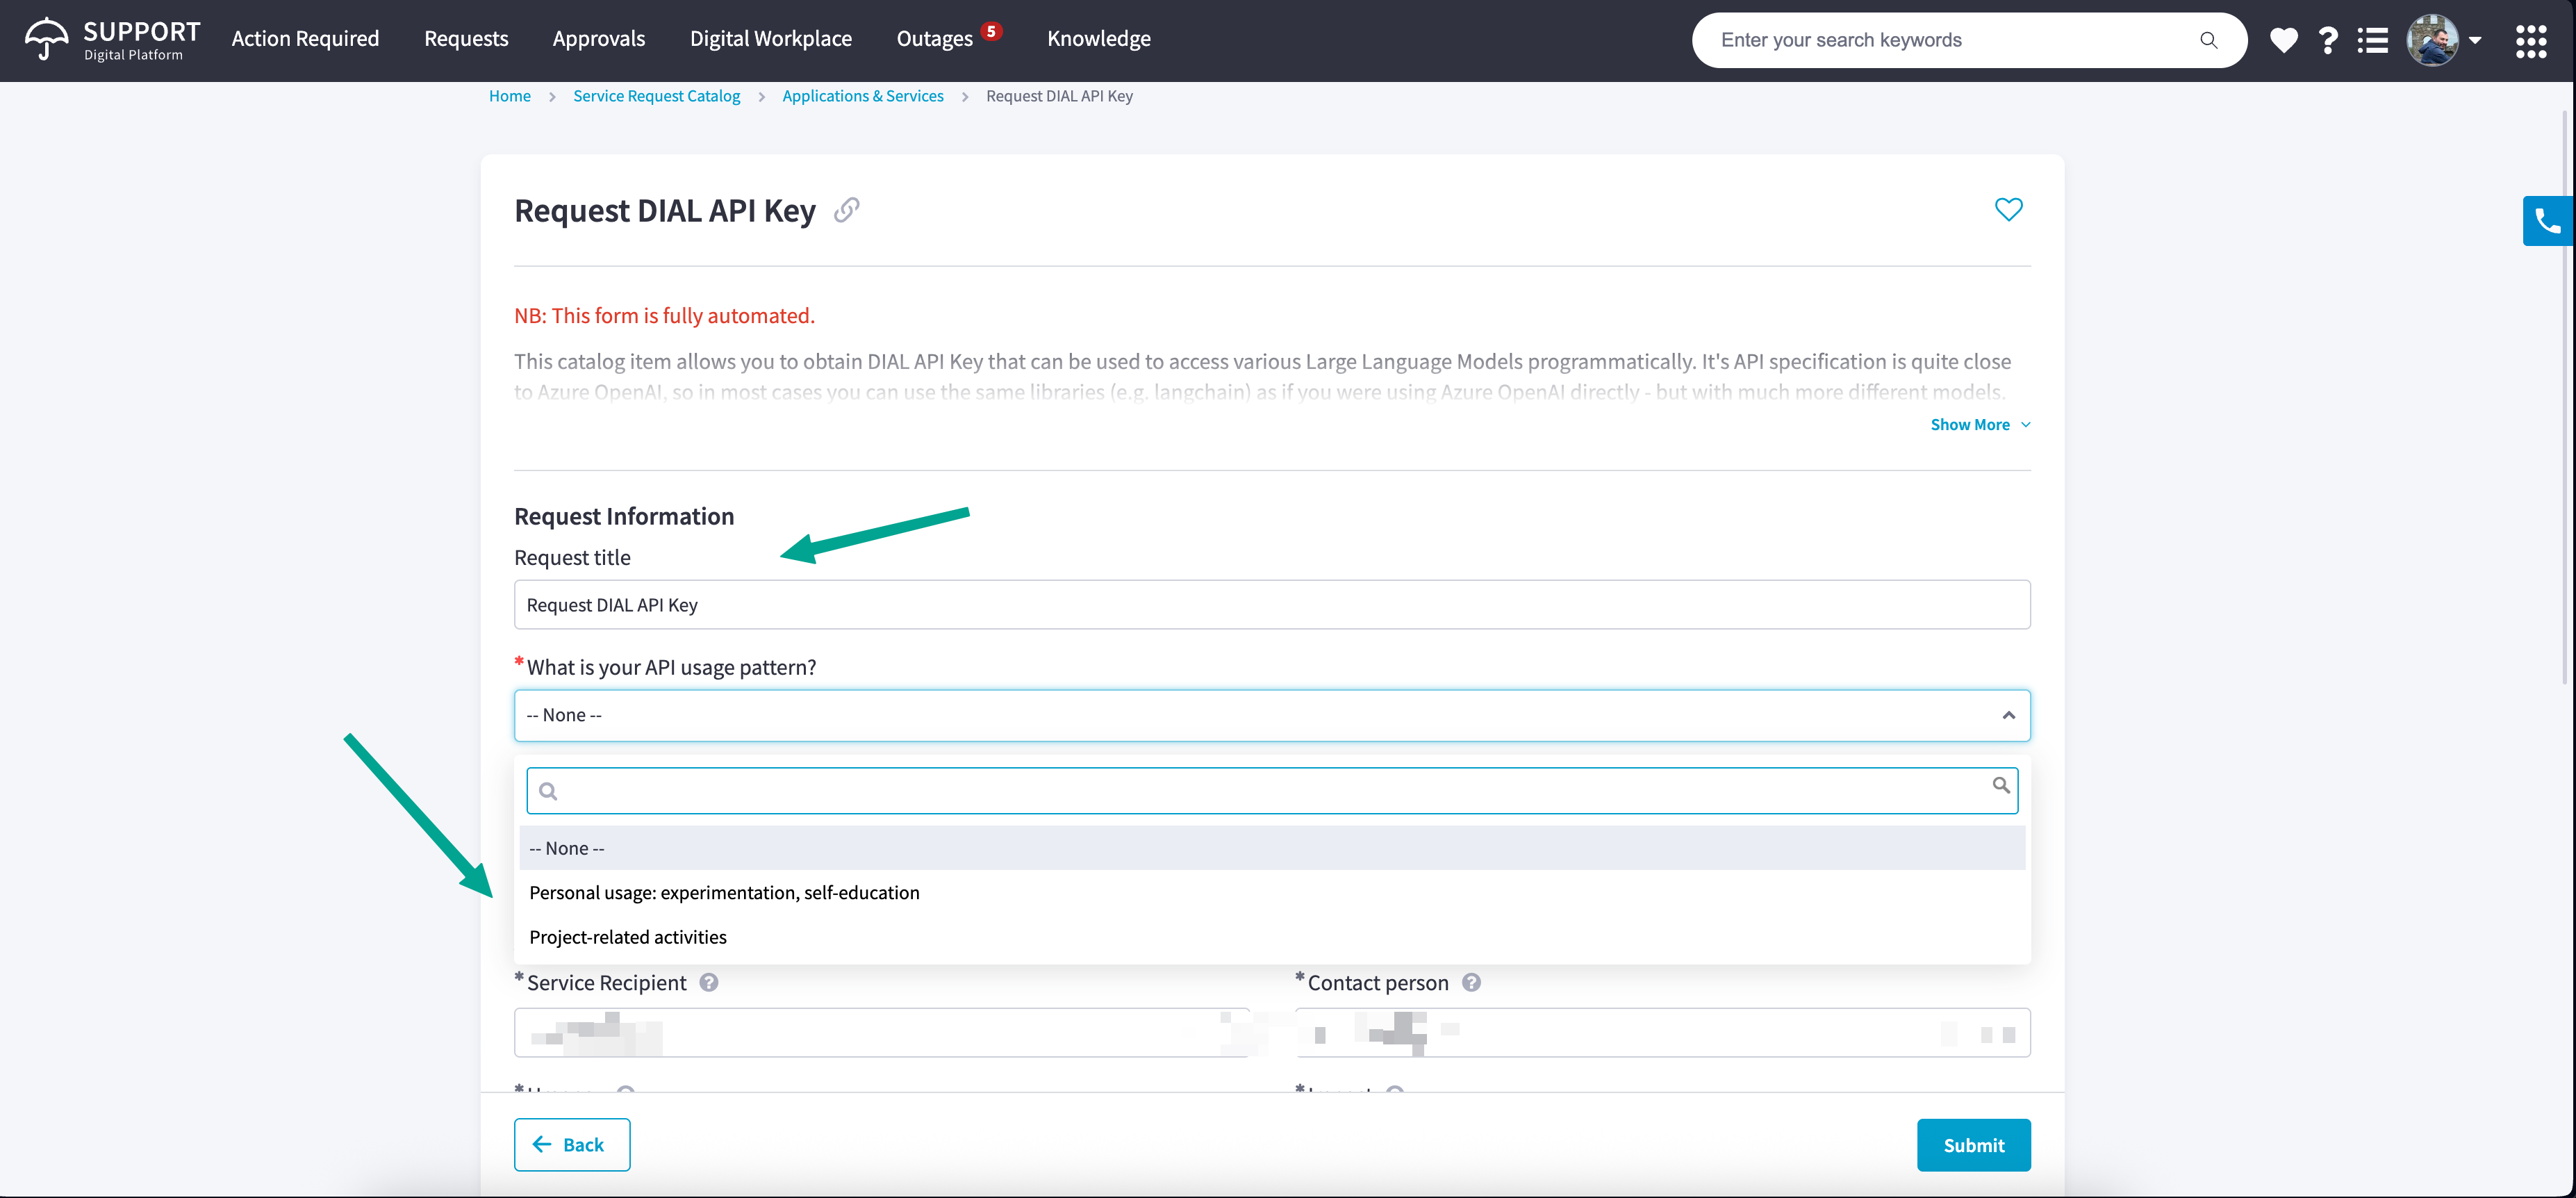 SUPPORT
Digital Platform
Action Required
Requests
Approvals
Digital Workplace
Outages 5
Knowledge
Enter your search keywords
Home > Service Request Catalog > Applications & Services > Request DIAL API Key
Request DIAL API Key
NB: This form is fully automated.
This catalog item allows you to obtain DIAL API Key that can be used to access various Large Language Models programmatically. It's API specification is quite close
to Azure OpenAI, so in most cases you can use the same libraries (e.g. langchain) as if you were using Azure OpenAI directly - but with much more different models.
Show More
Request Information
Request title
Request DIAL API Key
* What is your API usage pattern?
-- None --
-- None --
Personal usage: experimentation, self-education
Project-related activities
* Service Recipient ?
* Contact person ?
Back
Submit